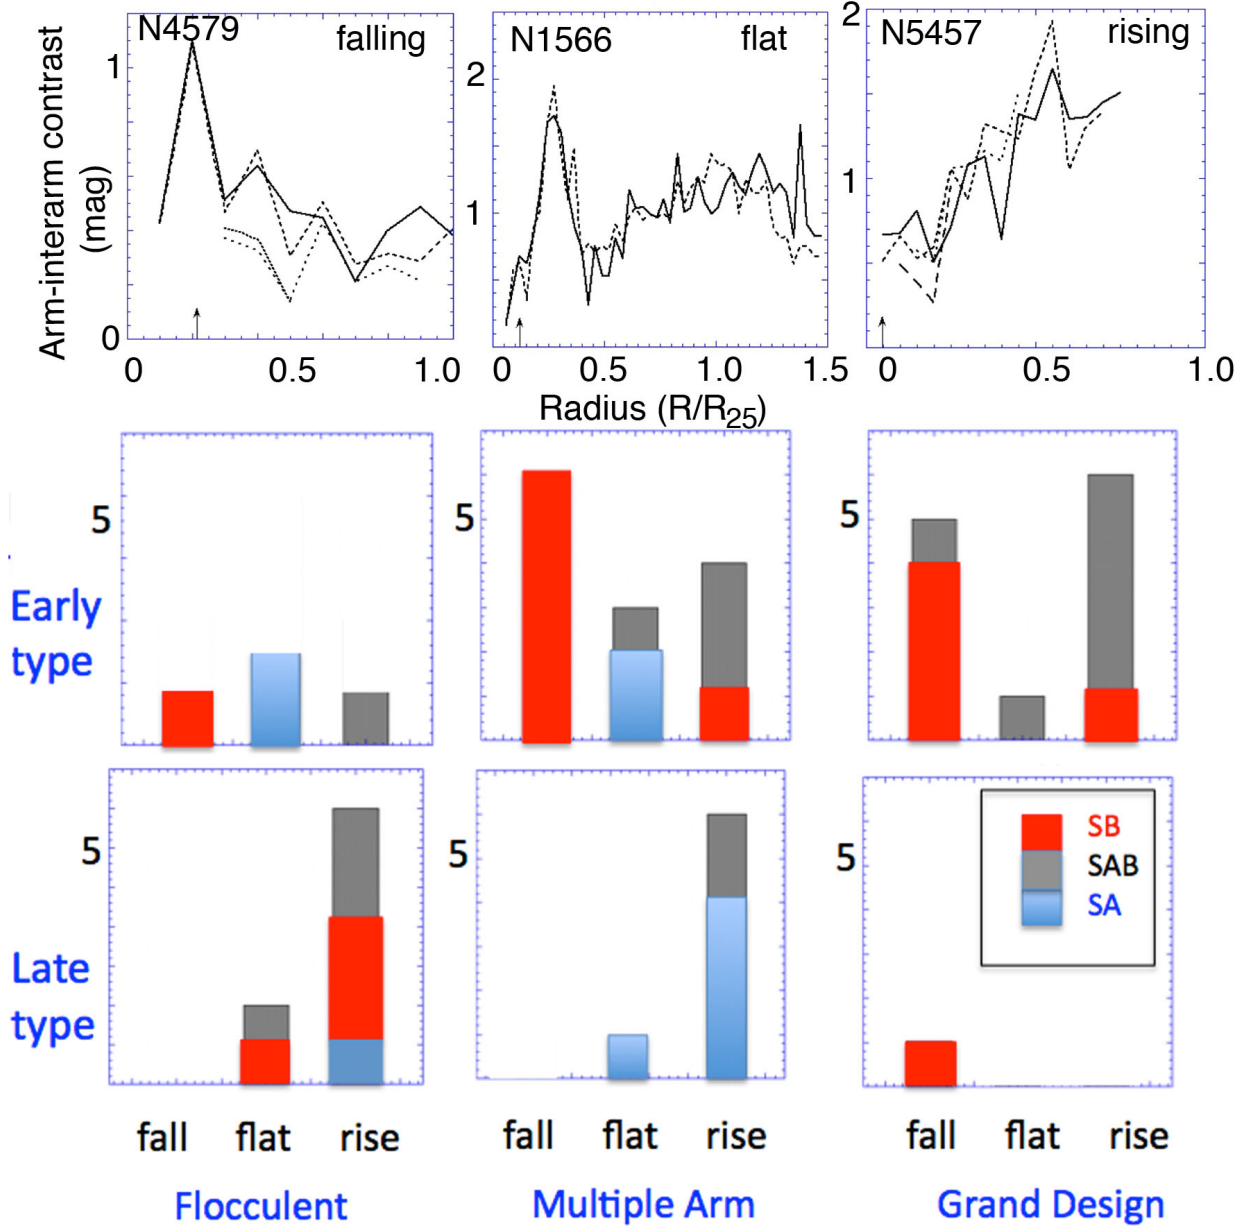 N4579 falling
N1566 flat
N5457 rising
Arm-interarm contrast
(mag)
1
0
2
1
2
1
0 0.5 1.0
0 0.5 1.0 1.5
0 0.5 1.0
Radius (R/R25)
Early
type
5
5
5
Late
type
5
5
5
SB
SAB
SA
fall flat rise
fall flat rise
fall flat rise
Flocculent
Multiple Arm
Grand Design